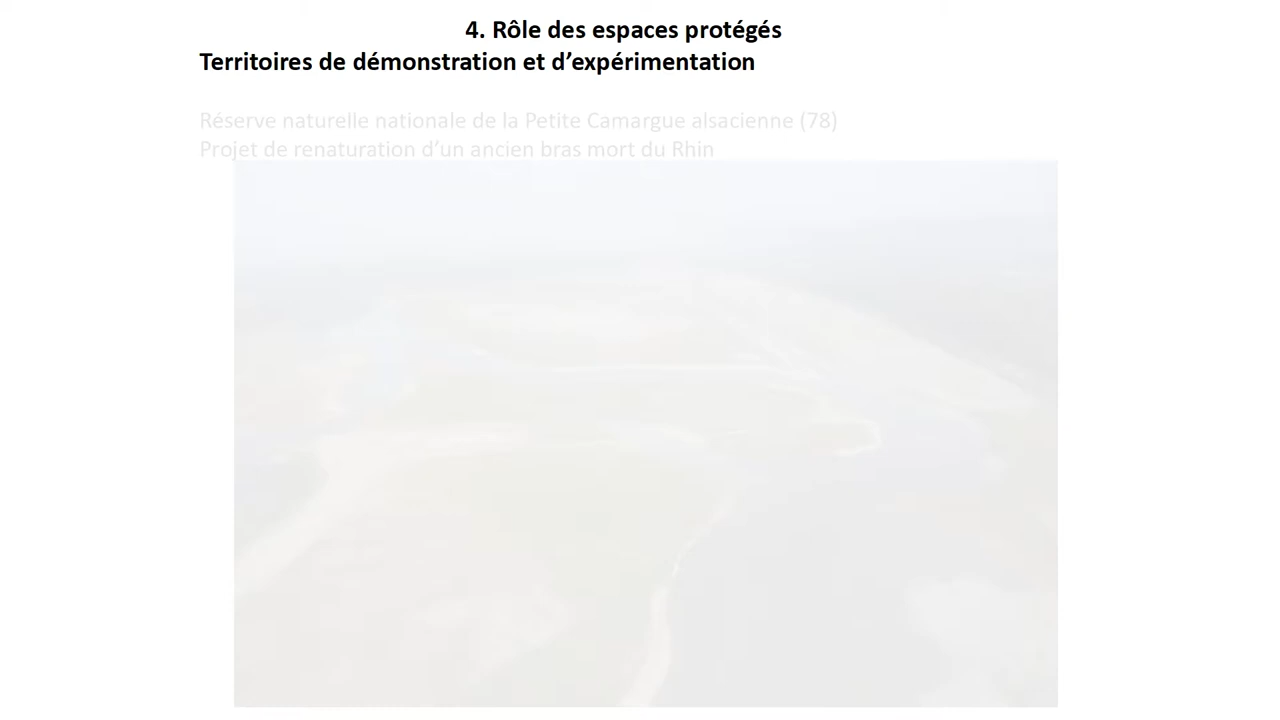 4. Rôle des espaces protégés
Territoires de démonstration et d’expérimentation
Réserve naturelle nationale de la Petite Camargue alsacienne (78)
Projet de renaturation d’un ancien bras mort du Rhin